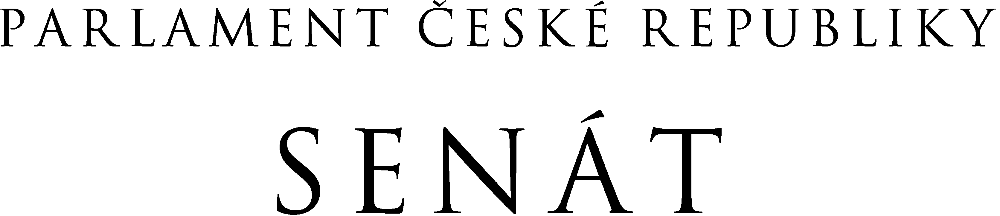 PARLAMENT ČESKÉ REPUBLIKY
SENÁT